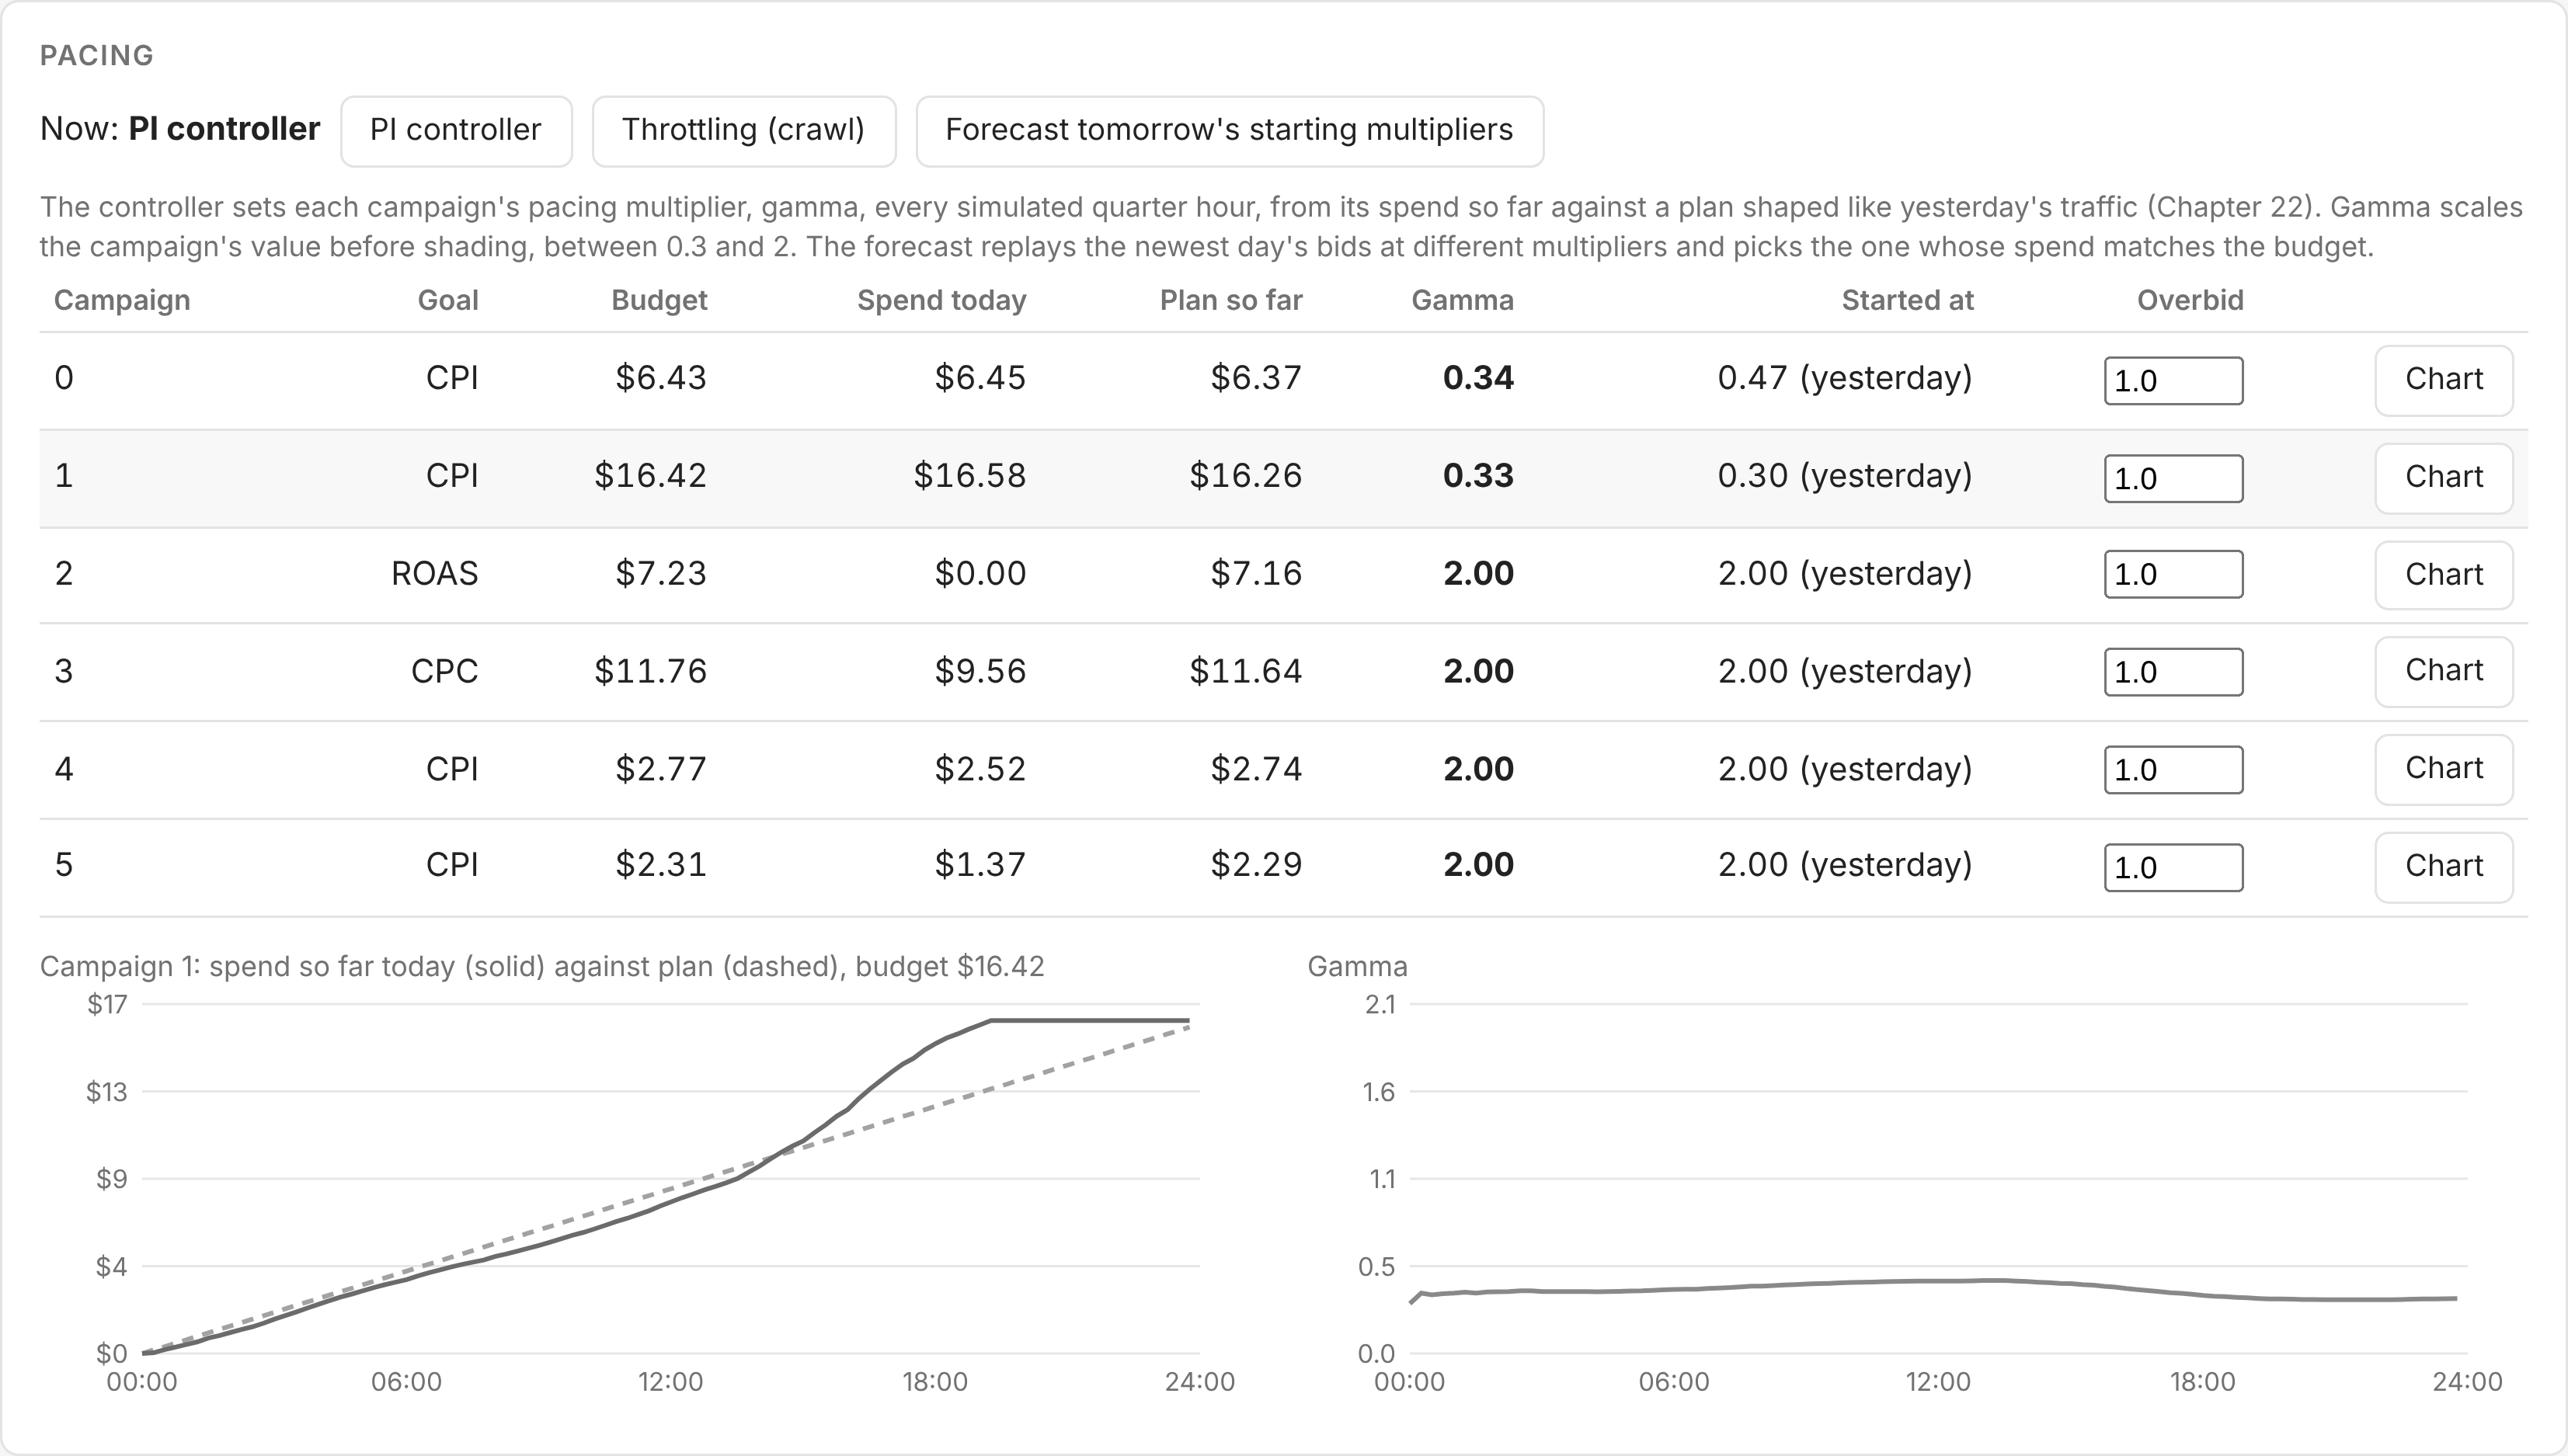 PACING
Now: PI controller PI controller Throttling (crawl) Forecast tomorrow's starting multipliers
The controller sets each campaign's pacing multiplier, gamma, every simulated quarter hour, from its spend so far against a plan shaped like yesterday's traffic (Chapter 22). Gamma scales
the campaign's value before shading, between 0.3 and 2. The forecast replays the newest day's bids at different multipliers and picks the one whose spend matches the budget.
Campaign Goal Budget Spend today Plan so far Gamma Started at Overbid
0 CPI $6.43 $6.45 $6.37 0.34 0.47 (yesterday) 1.0 Chart
1 CPI $16.42 $16.58 $16.26 0.33 0.30 (yesterday) 1.0 Chart
2 ROAS $7.23 $0.00 $7.16 2.00 2.00 (yesterday) 1.0 Chart
3 CPC $11.76 $9.56 $11.64 2.00 2.00 (yesterday) 1.0 Chart
4 CPI $2.77 $2.52 $2.74 2.00 2.00 (yesterday) 1.0 Chart
5 CPI $2.31 $1.37 $2.29 2.00 2.00 (yesterday) 1.0 Chart
Campaign 1: spend so far today (solid) against plan (dashed), budget $16.42
$17
$13
$9
$4
$0
00:00 06:00 12:00 18:00 24:00
Gamma
2.1
1.6
1.1
0.5
0.0
00:00 06:00 12:00 18:00 24:00